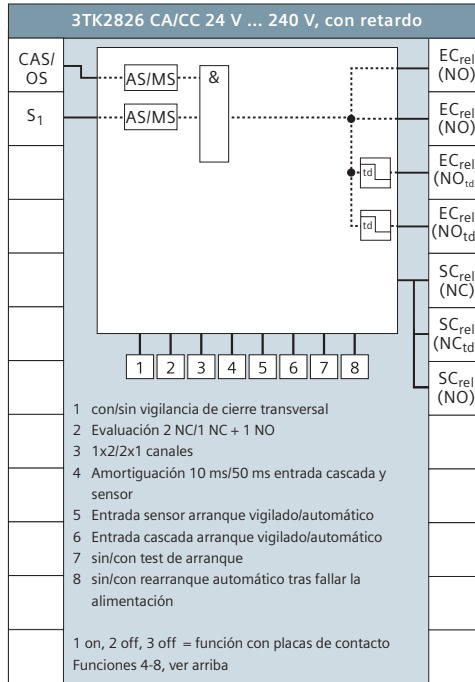 3TK2826 CA/CC 24 V ... 240 V, con retardo
CAS/
OS
S1
AS/MS
AS/MS
&
td
td
ECrel
(NO)
ECrel
(NO)
ECrel
(NOtd
ECrel
(NOtd
SCrel
(NC)
SCrel
(NCtd
SCrel
(NO)
1 2 3 4 5 6 7 8
1 con/sin vigilancia de cierre transversal
2 Evaluación 2 NC/1 NC + 1 NO
3 1x2/2x1 canales
4 Amortiguación 10 ms/50 ms entrada cascada y
sensor
5 Entrada sensor arranque vigilado/automático
6 Entrada cascada arranque vigilado/automático
7 sin/con test de arranque
8 sin/con rearranque automático tras fallar la
alimentación
1 on, 2 off, 3 off = función con placas de contacto
Funciones 4-8, ver arriba